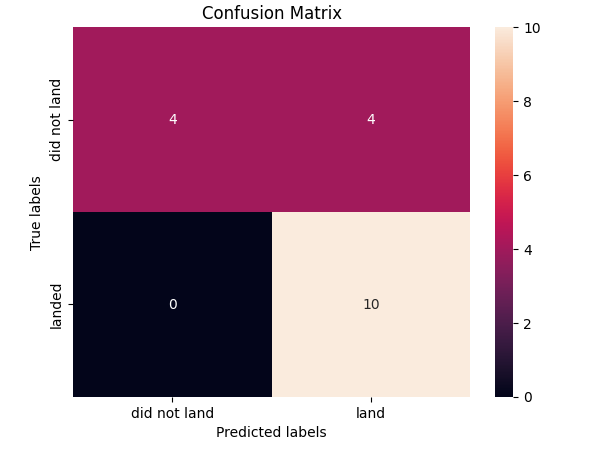 Confusion Matrix
True labels
did not land
landed
4
4
0
10
did not land
land
Predicted labels
10
8
6
4
2
0